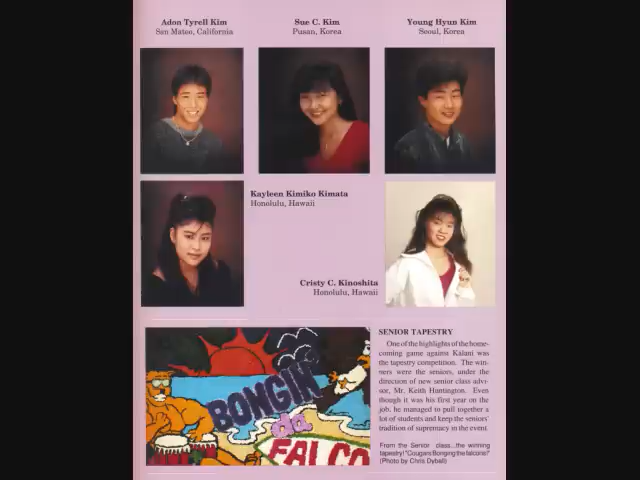 Adon Tyrell Kim
San Mateo, California
Sue C. Kim
Pusan, Korea
Young Hyun Kim
Seoul, Korea
Kayleen Kimiko Kimata
Honolulu, Hawaii
Cristy C. Kinoshita
Honolulu, Hawaii
BONGIN'
da
FALCO
SENIOR TAPESTRY
One of the highlights of the home-
coming game against Kalani was
the tapestry competition. The win-
ners were the seniors, under the
direction of new senior class advi-
sor, Mr. Keith Huntington. Even
though it was his first year on the
job, he managed to pull together a
lot of students and keep the seniors'
tradition of supremacy in the event.
From the Senior class...the winning
tapestry! "Cougars Bonging the falcons!"
(Photo by Chris Dybell)